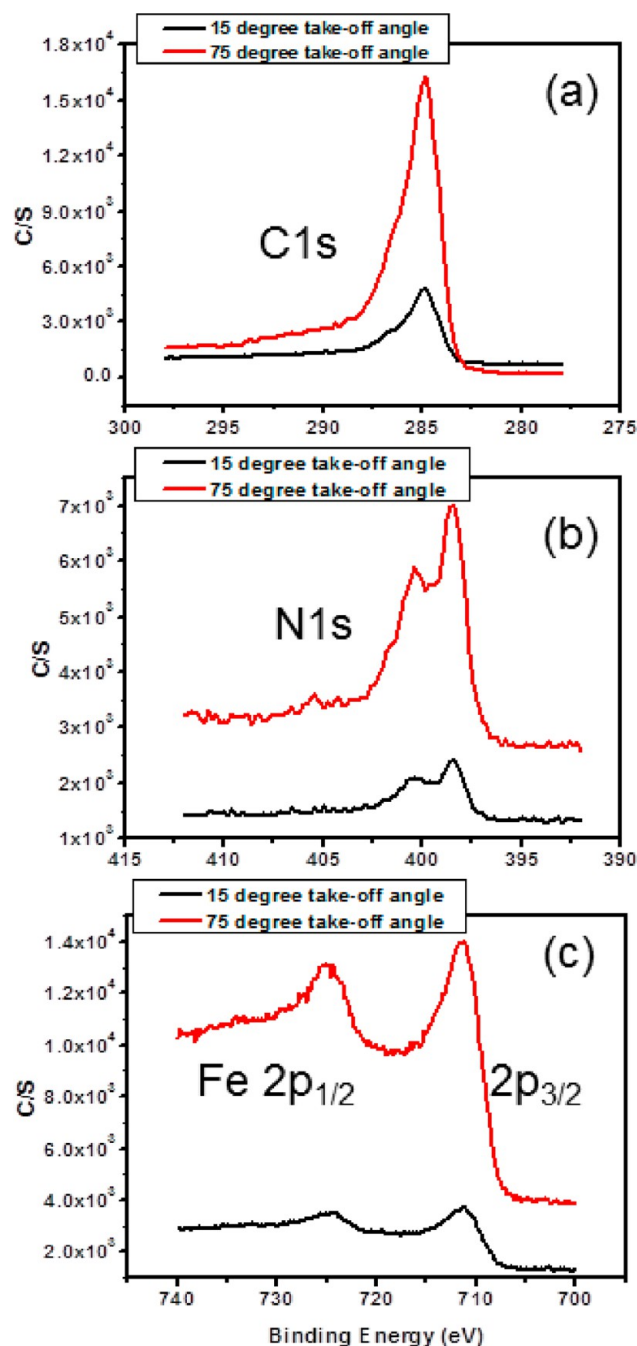 15 degree take-off angle
75 degree take-off angle
(a)
C1s
C/S
1.8x10⁴
1.6x10⁴
1.2x10⁴
9.0x10³
6.0x10³
3.0x10³
0.0
300 295 290 285 280 275
15 degree take-off angle
75 degree take-off angle
(b)
N1s
C/S
7x10³
6x10³
5x10³
4x10³
3x10³
2x10³
1x10³
415 410 405 400 395 390
15 degree take-off angle
75 degree take-off angle
(c)
Fe 2p1/2 2p3/2
C/S
1.4x10⁴
1.2x10⁴
1.0x10⁴
8.0x10³
6.0x10³
4.0x10³
2.0x10³
740 730 720 710 700
Binding Energy (eV)